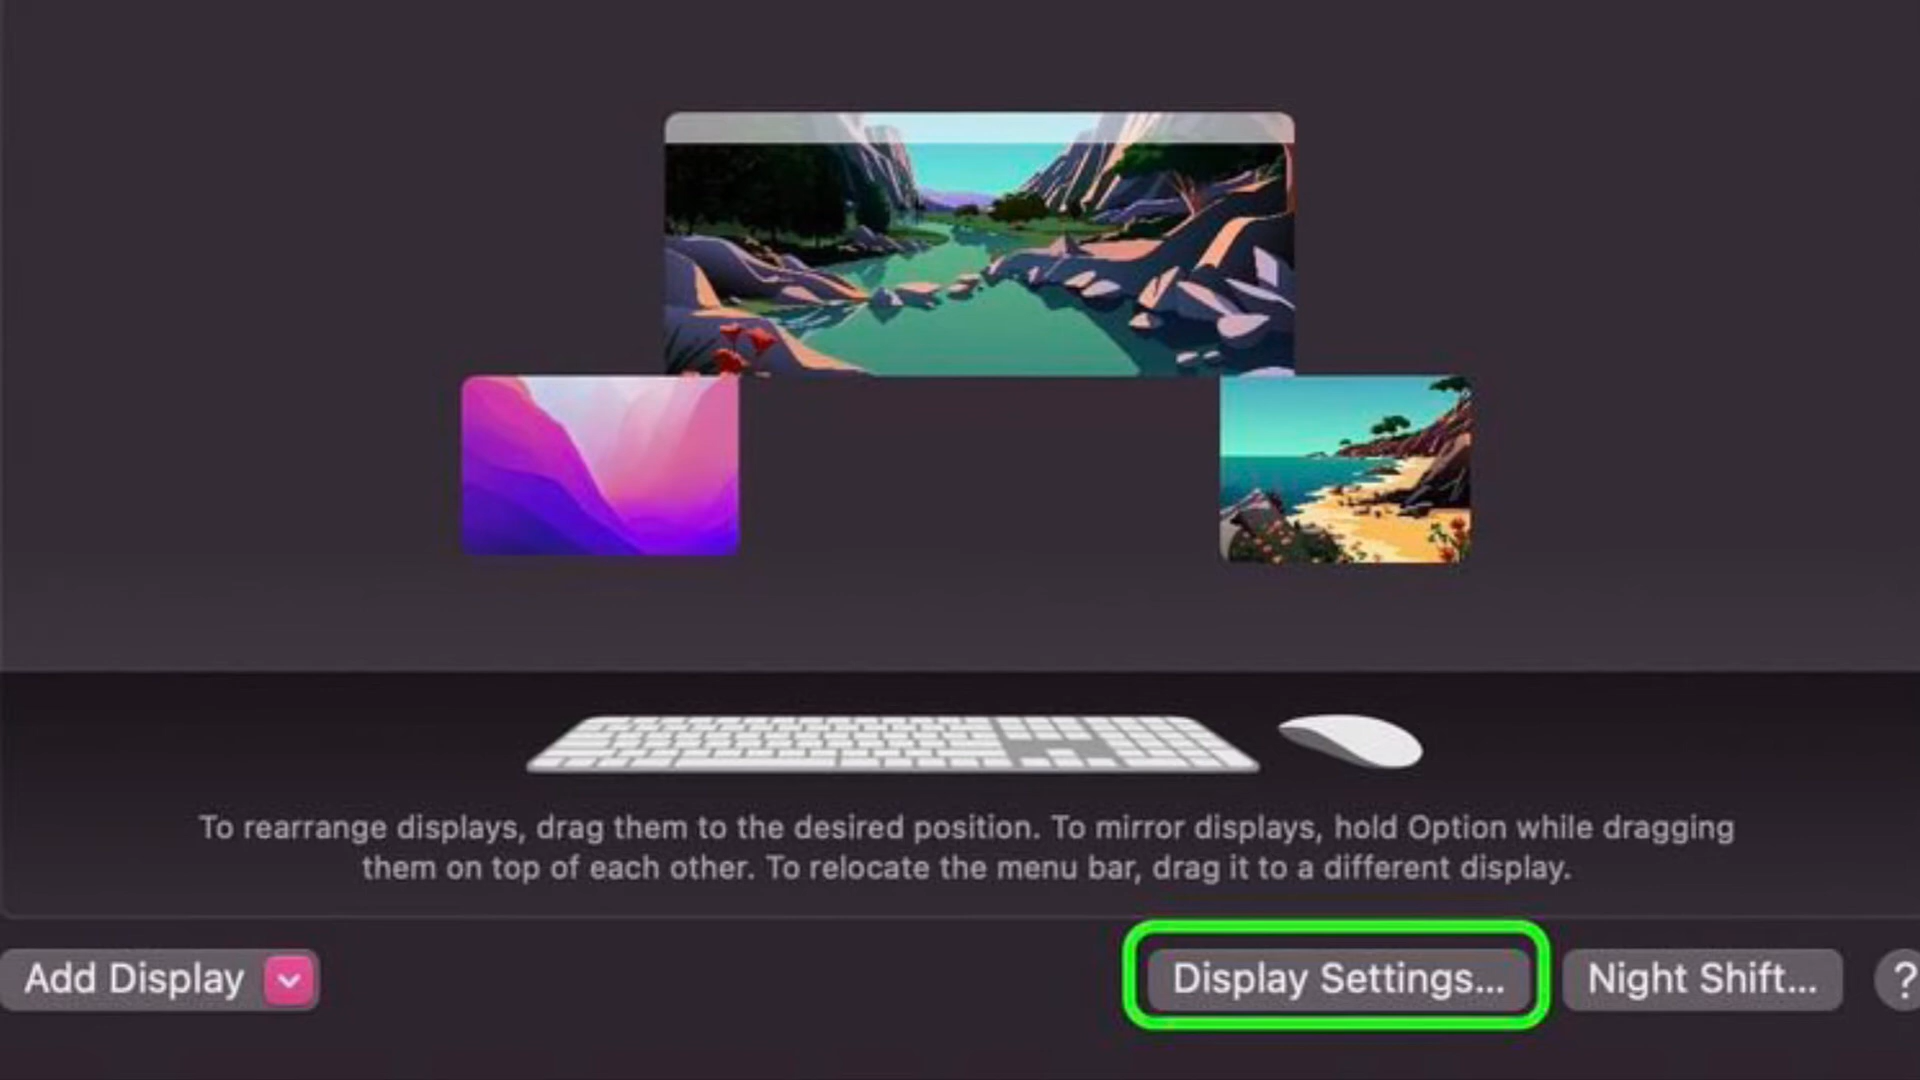 To rearrange displays, drag them to the desired position. To mirror displays, hold Option while dragging
them on top of each other. To relocate the menu bar, drag it to a different display.
Add Display
Display Settings...
Night Shift...
?